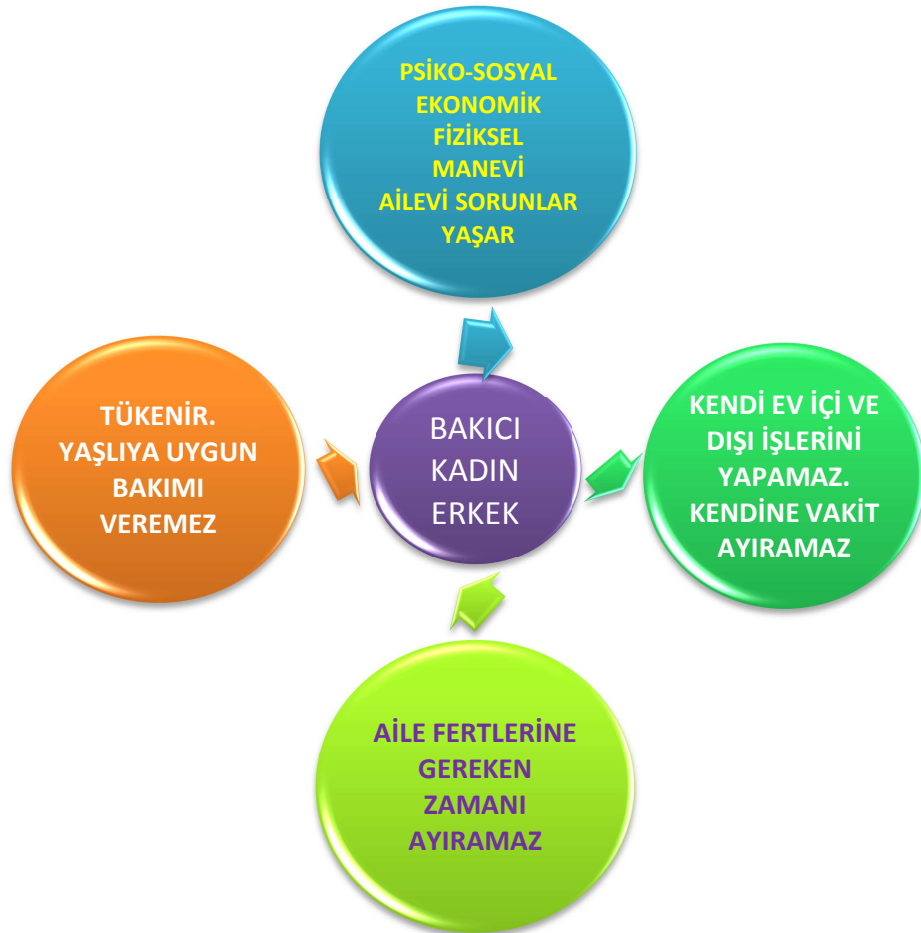 PSİKO-SOSYAL
EKONOMİK
FİZİKSEL
MANEVİ
AİLEVİ SORUNLAR
YAŞAR
TÜKENİR.
YAŞLIYA UYGUN
BAKIMI
VEREMEZ
BAKICI
KADIN
ERKEK
KENDİ EV İÇİ VE
DIŞI İŞLERİNİ
YAPAMAZ.
KENDİNE VAKİT
AYIRAMAZ
AİLE FERTLERİNE
GEREKEN
ZAMANI
AYIRAMAZ